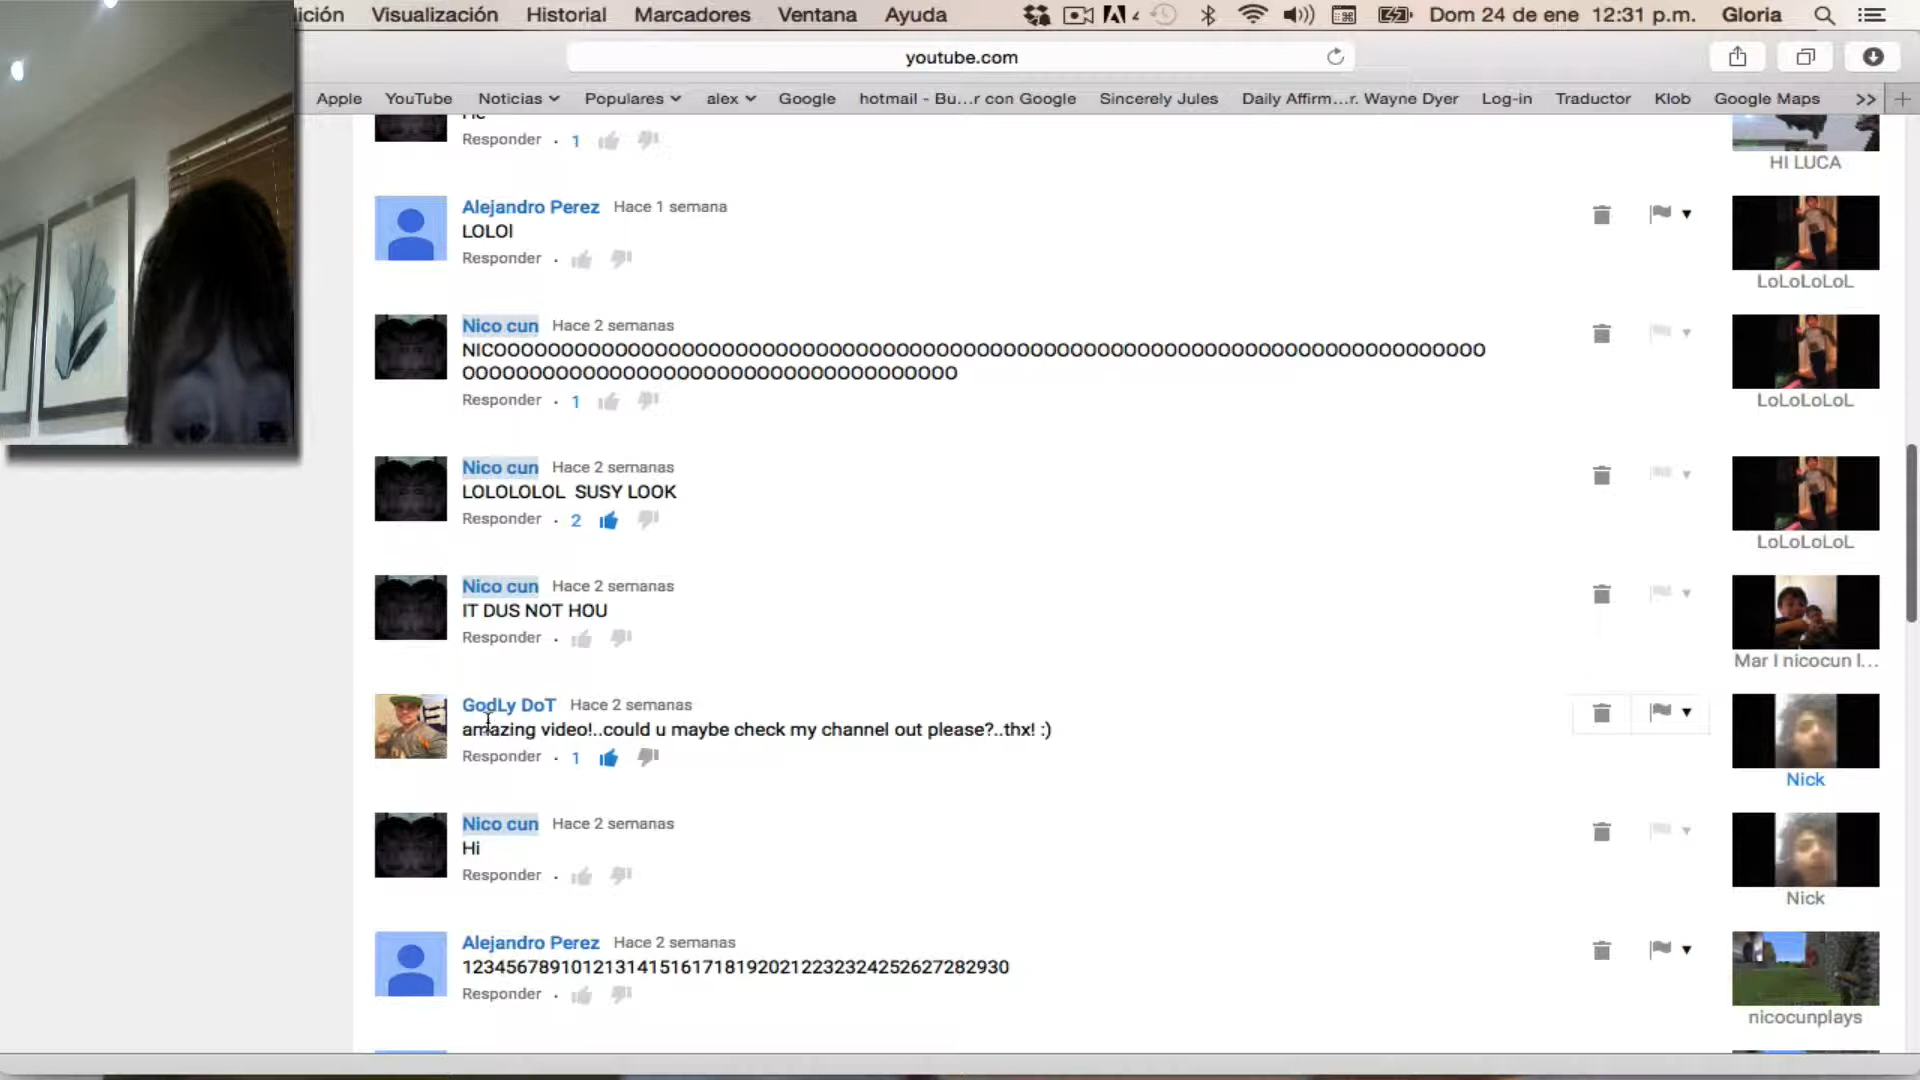 ición Visualización Historial Marcadores Ventana Ayuda Dom 24 de ene 12:31 p.m. Gloria
youtube.com
Apple YouTube Noticias Populares alex Google hotmail - Bu...r con Google Sincerely Jules Daily Affirm...r. Wayne Dyer Log-in Traductor Klob Google Maps >> +
Responder . 1
HI LUCA
Alejandro Perez Hace 1 semana
LOLOl
Responder .
LoLoLoLoL
Nico cun Hace 2 semanas
NICOOOOOOOOOOOOOOOOOOOOOOOOOOOOOOOOOOOOOOOOOOOOOOOOOOOOOOOOOOOOOOOOOOOOOOOOO
OOOOOOOOOOOOOOOOOOOOOOOOOOOOOOOOOOOOO
Responder . 1
LoLoLoLoL
Nico cun Hace 2 semanas
LOLOLOLOL SUSY LOOK
Responder . 2
LoLoLoLoL
Nico cun Hace 2 semanas
IT DUS NOT HOU
Responder .
Mar I nicocun I...
GodLy DoT Hace 2 semanas
amazing video!..could u maybe check my channel out please?..thx! :)
Responder . 1
Nick
Nico cun Hace 2 semanas
Hi
Responder .
Nick
Alejandro Perez Hace 2 semanas
123456789101213141516171819202122323242526272829​30
Responder .
nicocunplays